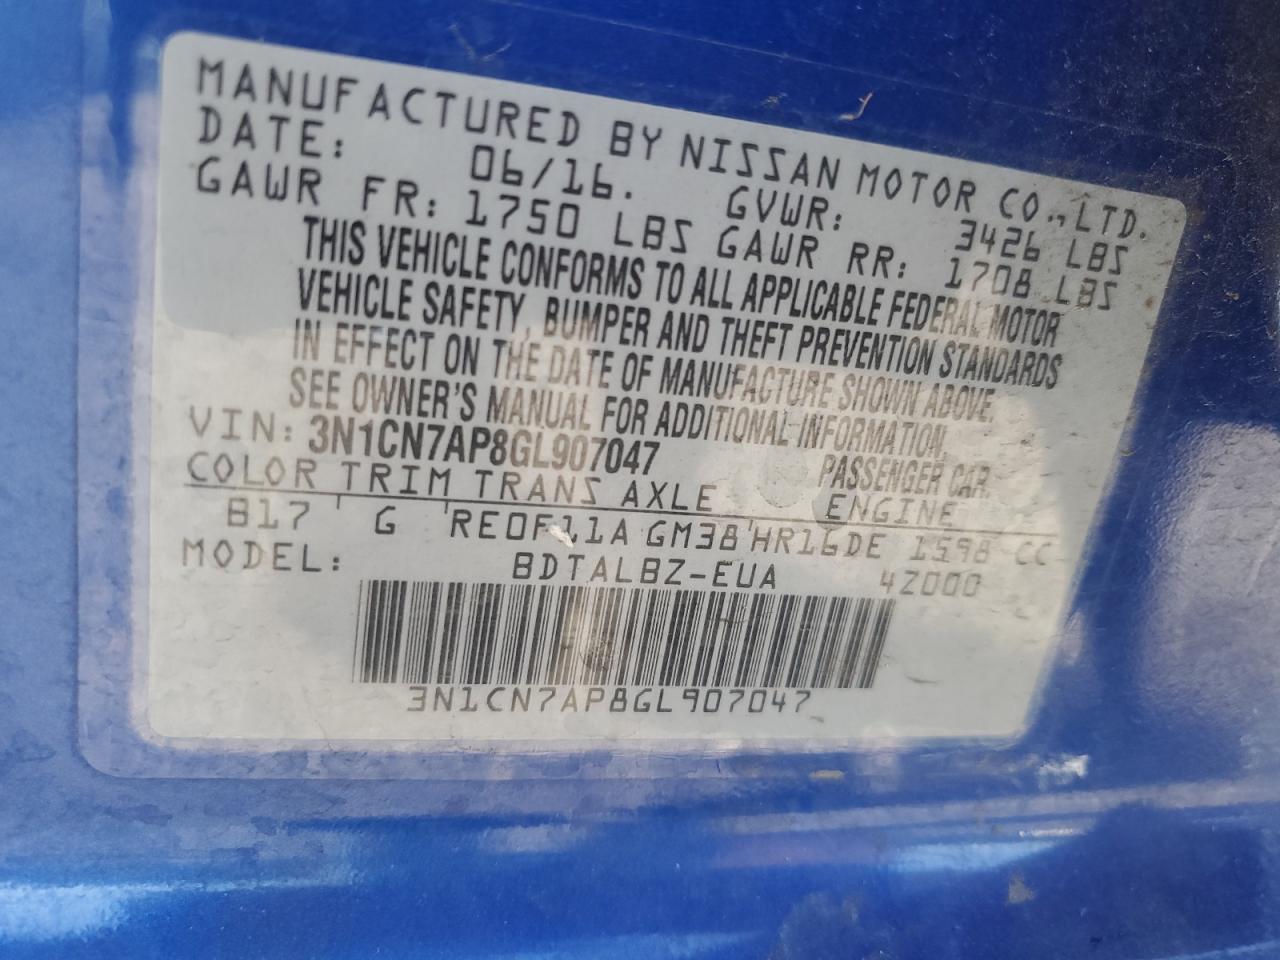 MANUFACTURED BY NISSAN MOTOR CO.,LTD.
DATE: 06/16. GVWR: 3426 LBS
GAWR FR: 1750 LBS GAWR RR: 1708 LBS
THIS VEHICLE CONFORMS TO ALL APPLICABLE FEDERAL MOTOR
VEHICLE SAFETY, BUMPER AND THEFT PREVENTION STANDARDS
IN EFFECT ON THE DATE OF MANUFACTURE SHOWN ABOVE.
SEE OWNER'S MANUAL FOR ADDITIONAL INFORMATION.
VIN: 3N1CN7AP8GL907047 PASSENGER CAR.
COLOR TRIM TRANS AXLE ENGINE
B17 G RE0F11A GM38 HR16DE 1598 CC
MODEL: BDTALBZ-EUA 4Z000
3N1CN7AP8GL907047